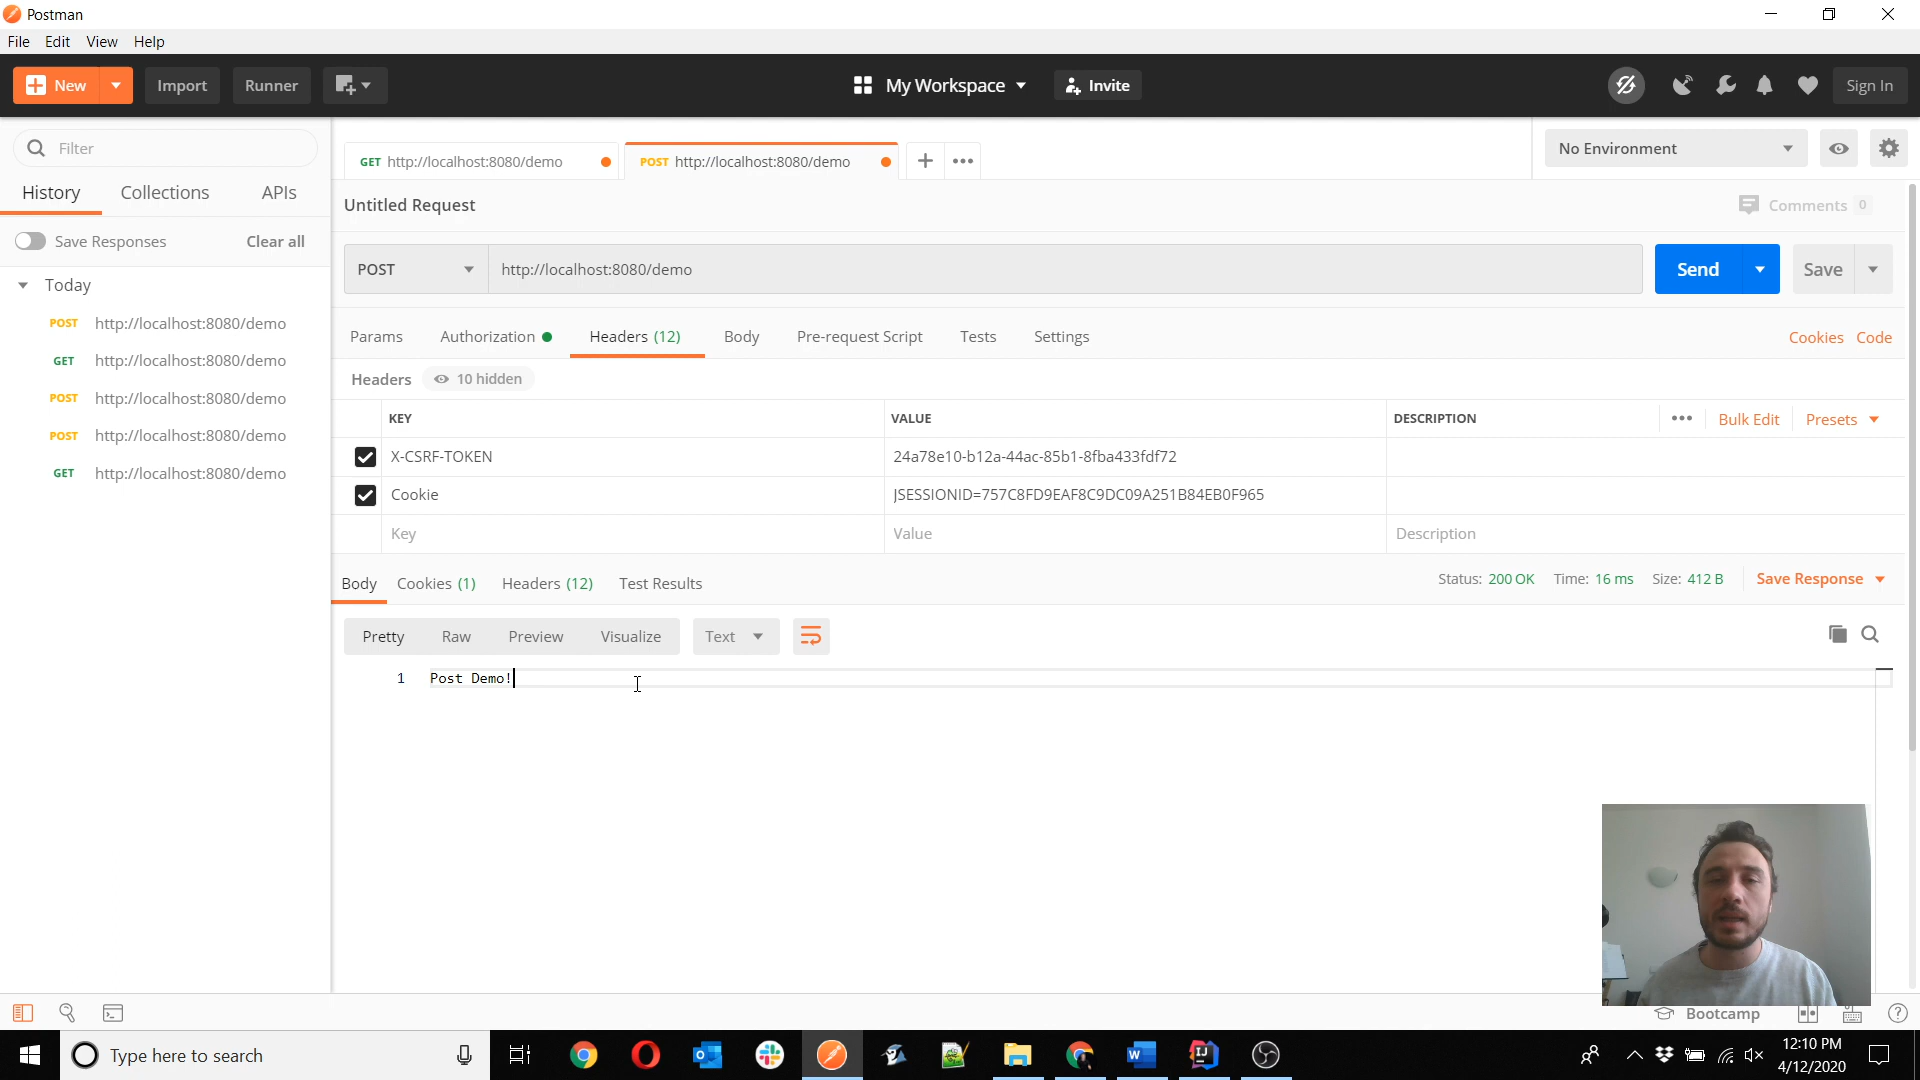 Postman
File Edit View Help
New Import Runner My Workspace Invite Sign In
Filter
History Collections APIs
Save Responses Clear all
Today
POST http://localhost:8080/demo
GET http://localhost:8080/demo
POST http://localhost:8080/demo
POST http://localhost:8080/demo
GET http://localhost:8080/demo
GET http://localhost:8080/demo POST http://localhost:8080/demo No Environment
Untitled Request Comments 0
POST http://localhost:8080/demo Send Save
Params Authorization Headers (12) Body Pre-request Script Tests Settings Cookies Code
Headers 10 hidden
KEY VALUE DESCRIPTION Bulk Edit Presets
X-CSRF-TOKEN 24a78e10-b12a-44ac-85b1-8fba433fdf72
Cookie JSESSIONID=757C8FD9EAF8C9DC09A251B84EB0F965
Key Value Description
Body Cookies (1) Headers (12) Test Results Status: 200 OK Time: 16 ms Size: 412 B Save Response
Pretty Raw Preview Visualize Text
1 Post Demo!
Bootcamp
Type here to search
12:10 PM
4/12/2020